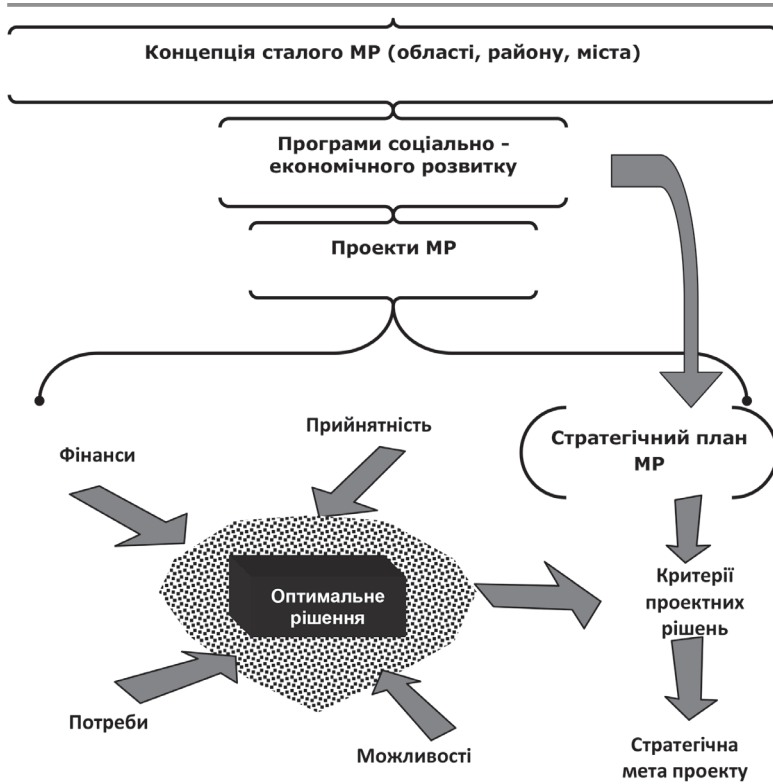 Концепція сталого МР (області, району, міста)
Програми соціально -
економічного розвитку
Проекти МР
Прийнятність
Фінанси
Стратегічний план
МР
Оптимальне
рішення
Критерії
проектних
рішень
Потреби
Можливості
Стратегічна
мета проекту